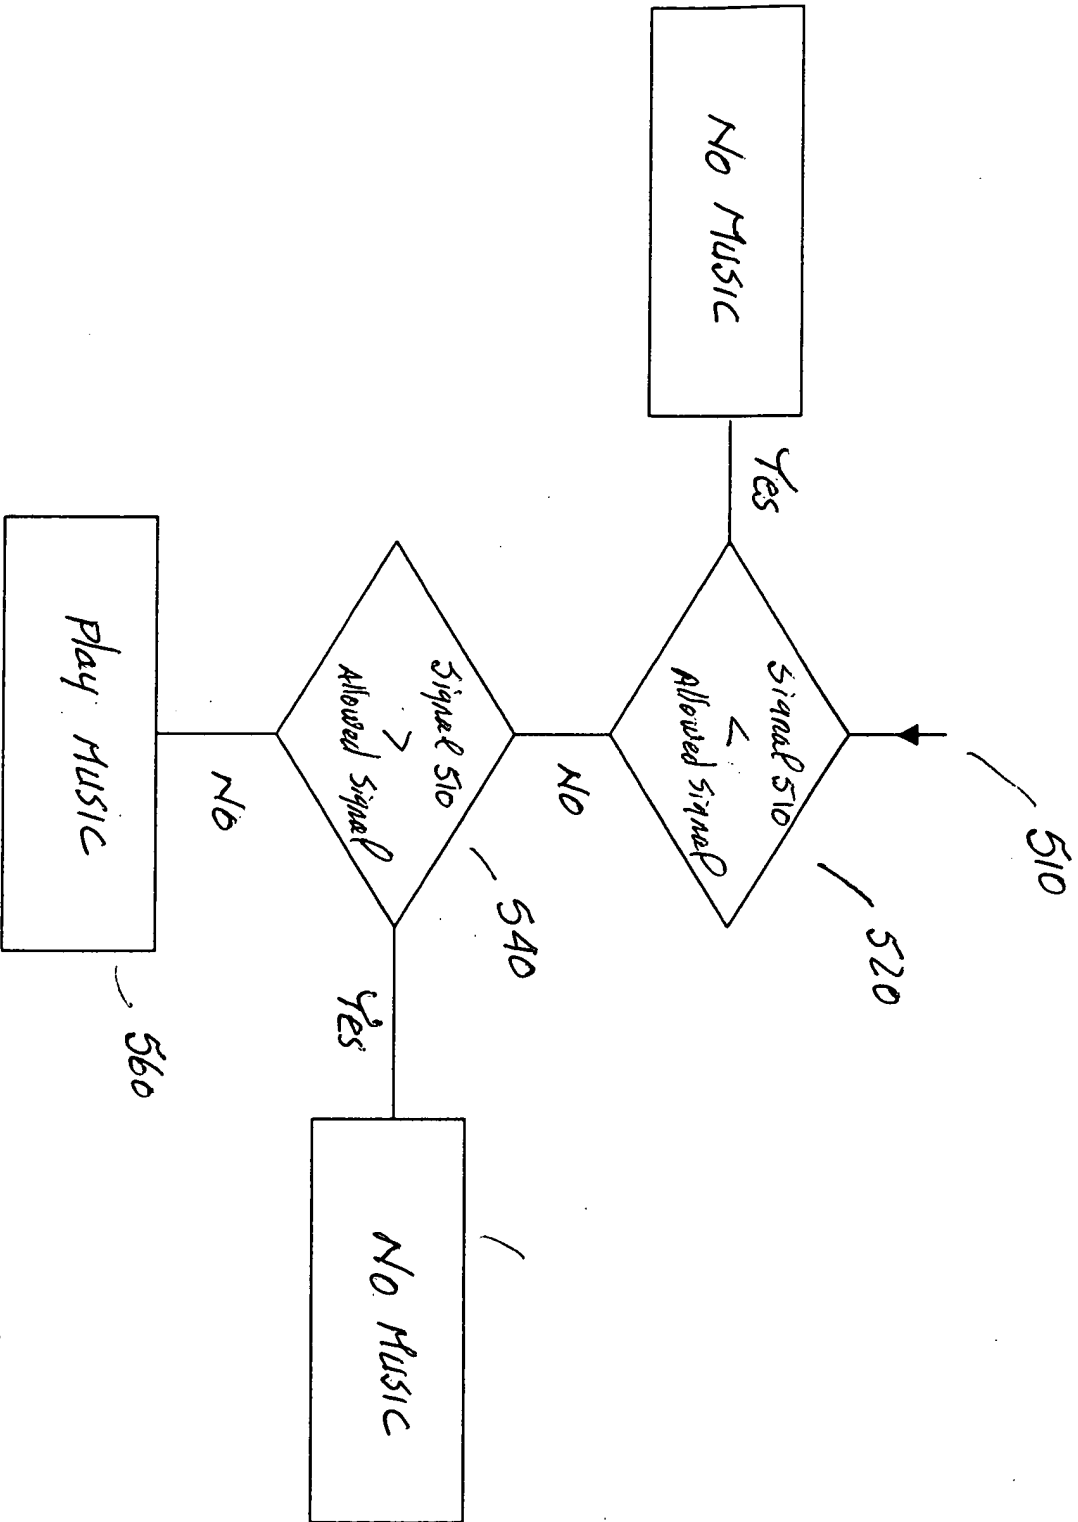 510
520
Signal 510
<
Allowed Signal
Yes
No Music
No
540
Signal 510
>
Allowed Signal
Yes
No Music
No
Play Music
560